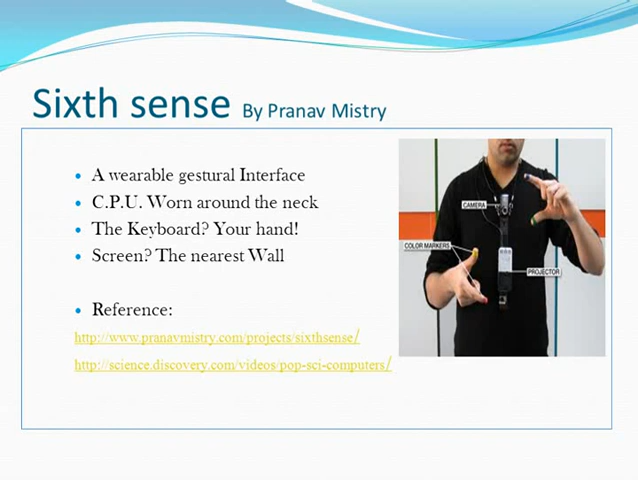 Sixth sense By Pranav Mistry
A wearable gestural Interface
C.P.U. Worn around the neck
The Keyboard? Your hand!
Screen? The nearest Wall
Reference:
http://www.pranavmistry.com/projects/sixthsense/
http://science.discovery.com/videos/pop-sci-computers/
CAMERA
COLOR MARKERS
PROJECTOR